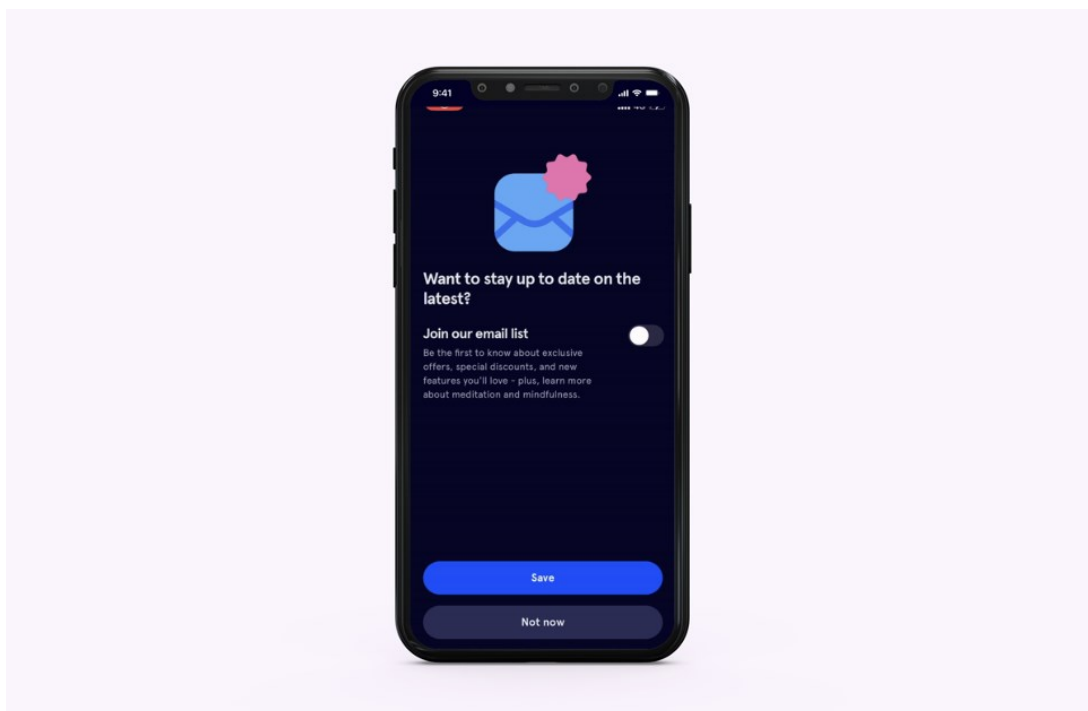 9:41
Want to stay up to date on the
latest?
Join our email list
Be the first to know about exclusive
offers, special discounts, and new
features you'll love - plus, learn more
about meditation and mindfulness.
Save
Not now